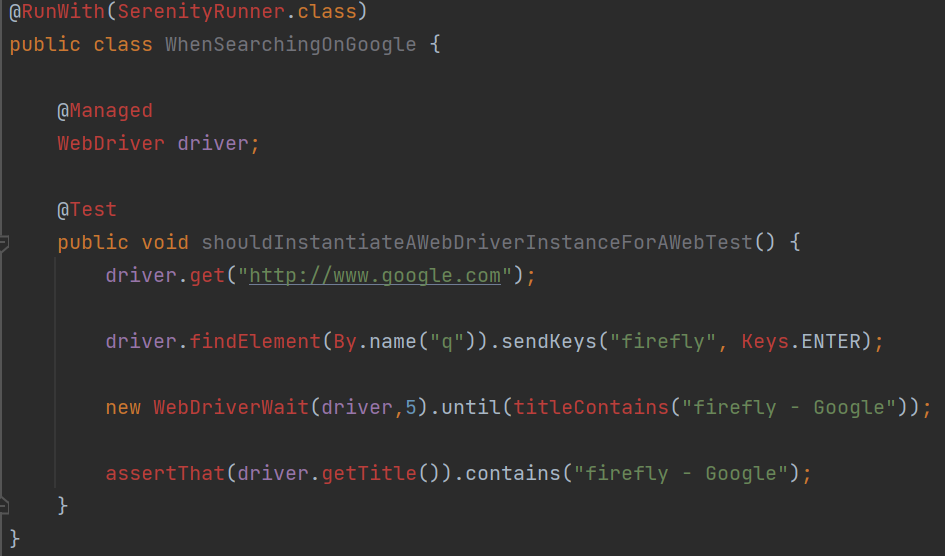 @RunWith(SerenityRunner.class)
public class WhenSearchingOnGoogle {
@Managed
WebDriver driver;
@Test
public void shouldInstantiateAWebDriverInstanceForAWebTest() {
driver.get("http://www.google.com");
driver.findElement(By.name("q")).sendKeys("firefly", Keys.ENTER);
new WebDriverWait(driver,5).until(titleContains("firefly - Google"));
assertThat(driver.getTitle()).contains("firefly - Google");
}
}